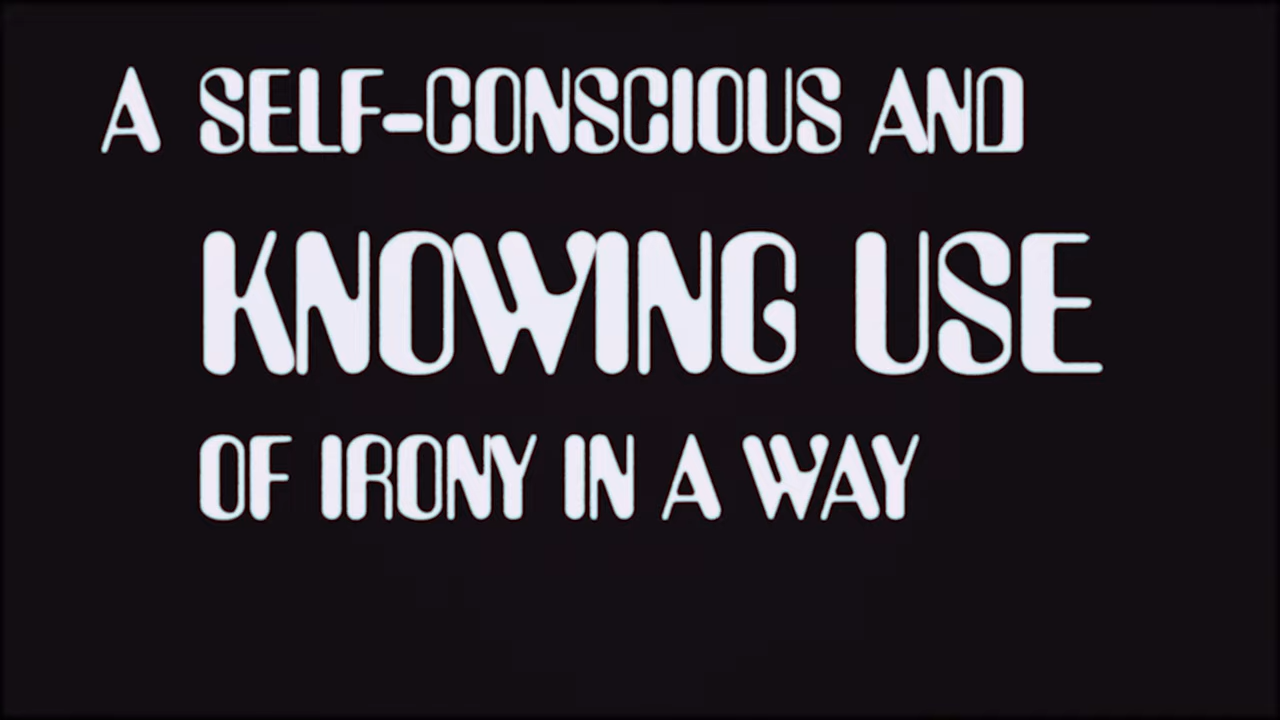 A SELF-CONSCIOUS AND
KNOWING USE
OF IRONY IN A WAY